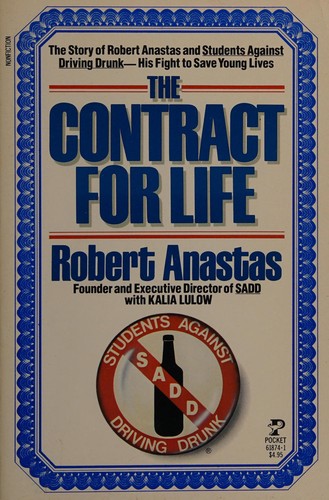 NONFICTION
The Story of Robert Anastas and Students Against
Driving Drunk—His Fight to Save Young Lives
THE
CONTRACT
FOR LIFE
Robert Anastas
Founder and Executive Director of SADD
with KALIA LULOW
STUDENTS AGAINST
SADD
DRIVING DRUNK
POCKET
61874-1
$4.95